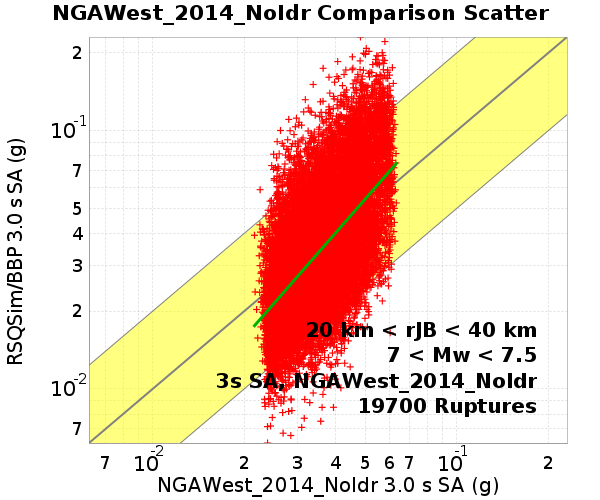 NGAWest_2014_NoIdr Comparison Scatter
RSQSim/BBP 3.0 s SA (g)
2
10⁻¹
7
5
4
3
2
10⁻²
7
20 km < rJB < 40 km
7 < Mw < 7.5
3s SA, NGAWest_2014_NoIdr
19700 Ruptures
7 10⁻² 2 3 4 5 6 7 10⁻¹ 2
NGAWest_2014_NoIdr 3.0 s SA (g)